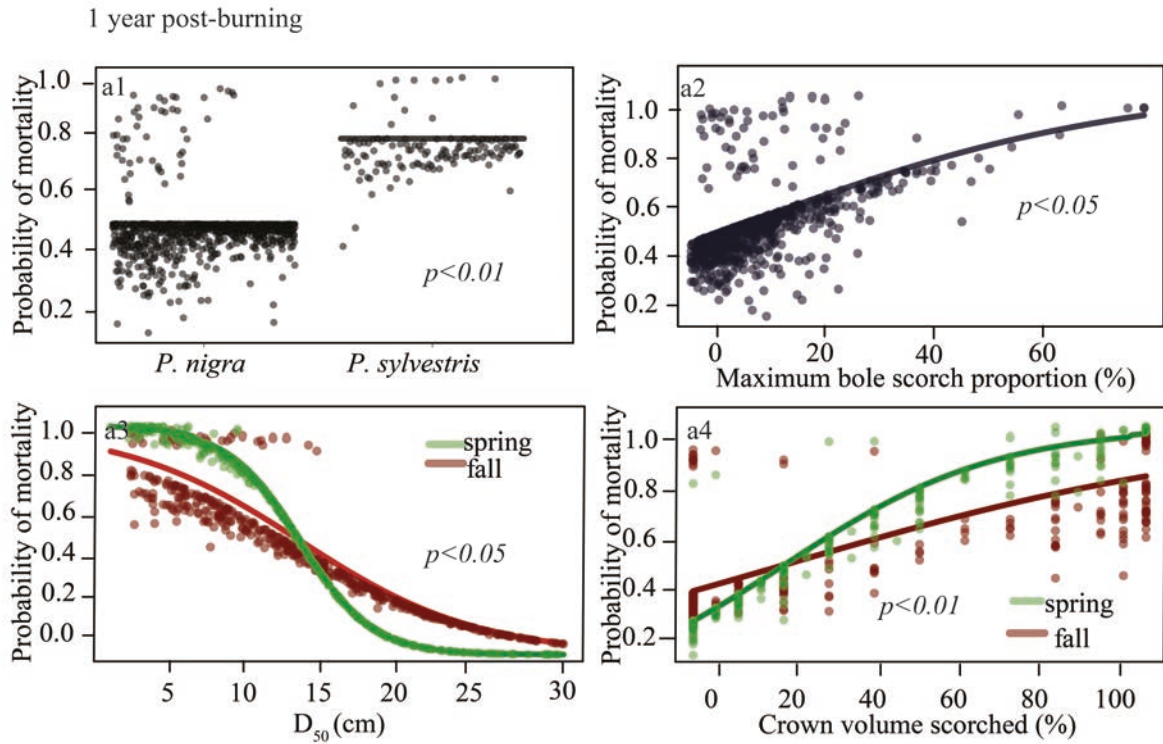 1 year post-burning
Probability of mortality
1.0
0.8
0.6
0.4
0.2
a1
p<0.01
P. nigra P. sylvestris
Probability of mortality
1.0
0.8
0.6
0.4
0.2
a2
p<0.05
0 20 40 60
Maximum bole scorch proportion (%)
Probability of mortality
1.0
0.8
0.6
0.4
0.2
0.0
a3
spring
fall
p<0.05
5 10 15 20 25 30
D50 (cm)
Probability of mortality
1.0
0.8
0.6
0.4
0.2
a4
p<0.01
spring
fall
0 20 40 60 80 100
Crown volume scorched (%)